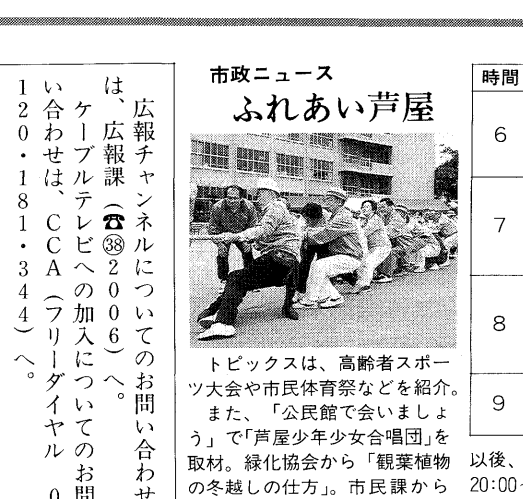 市政ニュース
ふれあい芦屋
トピックスは、高齢者スポー
ツ大会や市民体育祭などを紹介。
また、「公民館で会いましょ
う」で「芦屋少年少女合唱団」を
取材。緑化協会から「観葉植物
の冬越しの仕方」。市民課から
時間
6
7
8
9
以後、
20:00~
広報チャンネルについてのお問い合わせ
は、広報課（☎㊳2006）へ。
ケーブルテレビへの加入についてのお問
い合わせは、CCA（フリーダイヤル 0
120・181・344）へ。